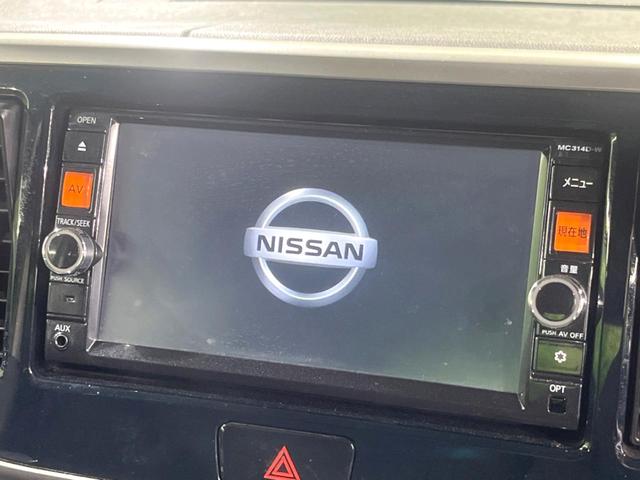 OPEN
AV
TRACK/SEEK
PUSH SOURCE
AUX
NISSAN
MC314D-W
メニュー
現在地
音量
PUSH AV OFF
OPT